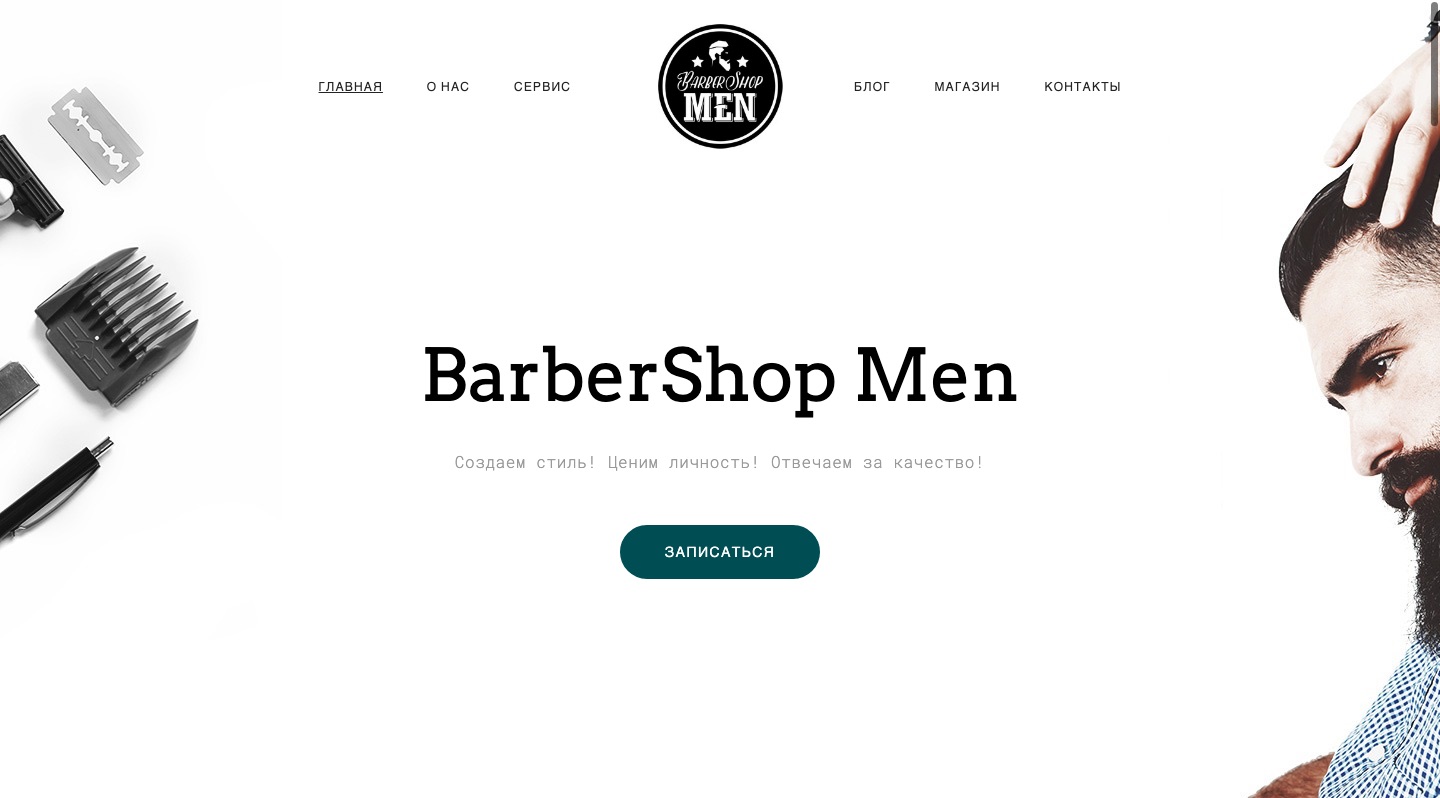 ГЛАВНАЯ О НАС СЕРВИС
BARBERSHOP
MEN
БЛОГ МАГАЗИН КОНТАКТЫ
BarberShop Men
Создаем стиль! Ценим личность! Отвечаем за качество!
ЗАПИСАТЬСЯ